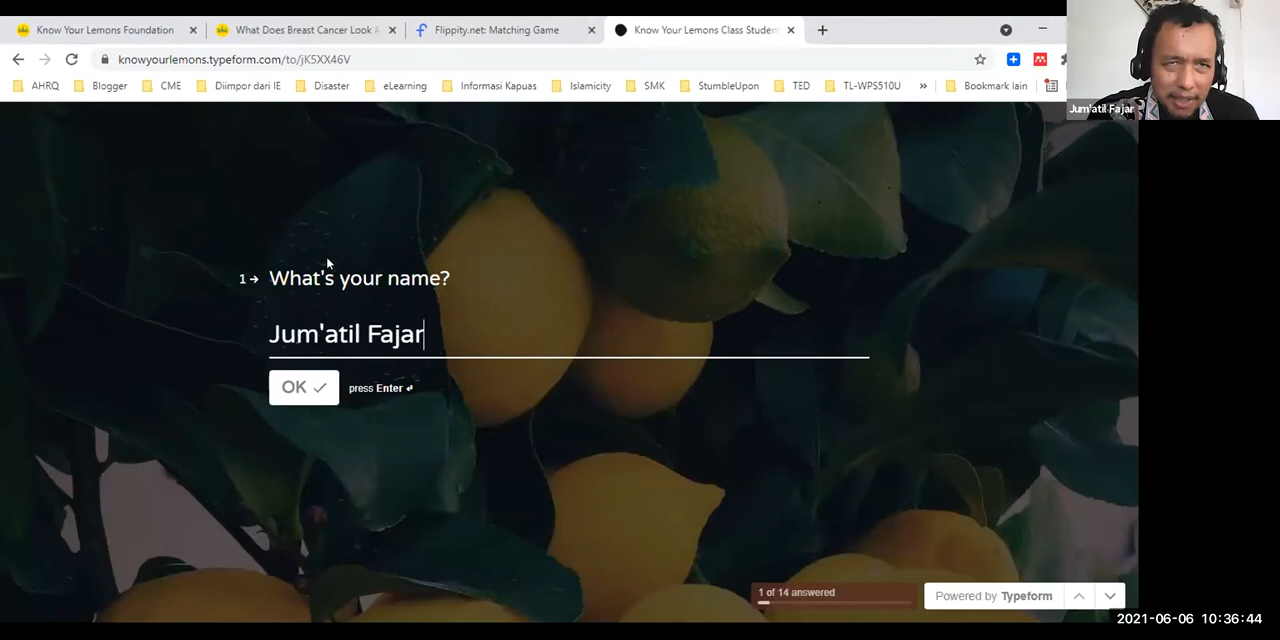 Know Your Lemons Foundation
What Does Breast Cancer Look A
Flippity.net: Matching Game
Know Your Lemons Class Studen
knowyourlemons.typeform.com/to/jK5XX46V
AHRQ
Blogger
CME
Diimpor dari IE
Disaster
eLearning
Informasi Kapuas
Islamicity
SMK
StumbleUpon
TED
TL-WPS510U
»
Bookmark lain
Jum'atil Fajar
1 → What's your name?
Jum'atil Fajar
OK ✓ press Enter ↵
1 of 14 answered
Powered by Typeform
2021-06-06 10:36:44